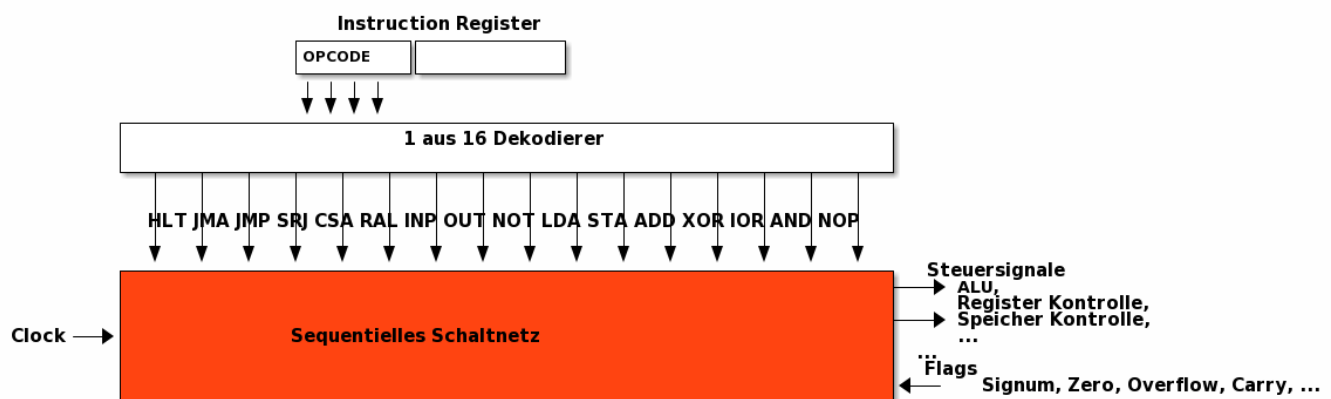 Instruction Register
OPCODE
1 aus 16 Dekodierer
HLT JMA JMP SRJ CSA RAL INP OUT NOT LDA STA ADD XOR IOR AND NOP
Steuersignale
ALU,
Register Kontrolle,
Speicher Kontrolle,
...
Clock
Sequentielles Schaltnetz
...
Flags
Signum, Zero, Overflow, Carry, ...